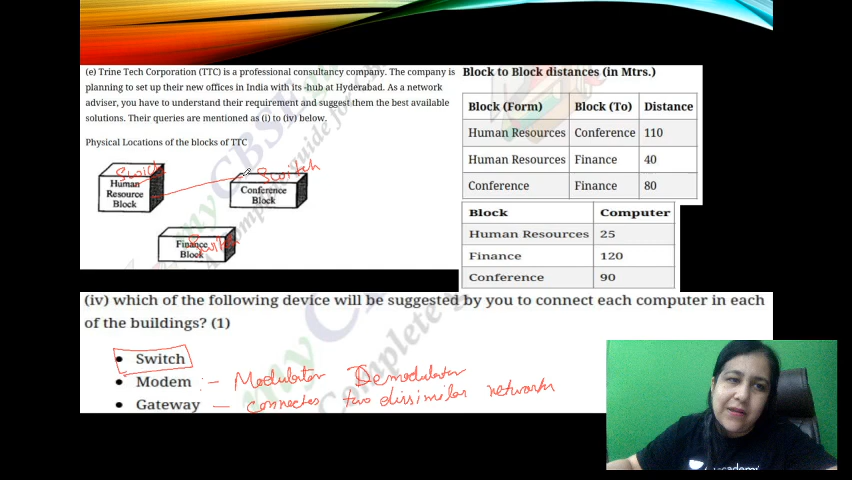 (e) Trine Tech Corporation (TTC) is a professional consultancy company. The company is
planning to set up their new offices in India with its -hub at Hyderabad. As a network
adviser, you have to understand their requirement and suggest them the best available
solutions. Their queries are mentioned as (i) to (iv) below.
Physical Locations of the blocks of TTC
Switch
Human
Resource
Block
Switch
Conference
Block
Finance
Block
Switch
Block to Block distances (in Mtrs.)
Block (Form) Block (To) Distance
Human Resources Conference 110
Human Resources Finance 40
Conference Finance 80
Block Computer
Human Resources 25
Finance 120
Conference 90
(iv) which of the following device will be suggested by you to connect each computer in each
of the buildings? (1)
• Switch
• Modem :- Modulator Demodulator
• Gateway - connectes two dissimilar networks